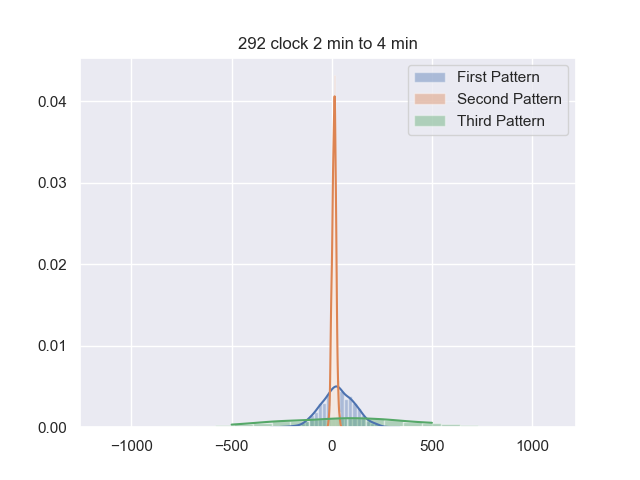 292 clock 2 min to 4 min
First Pattern
Second Pattern
Third Pattern
0.04
0.03
0.02
0.01
0.00
−1000
−500
0
500
1000